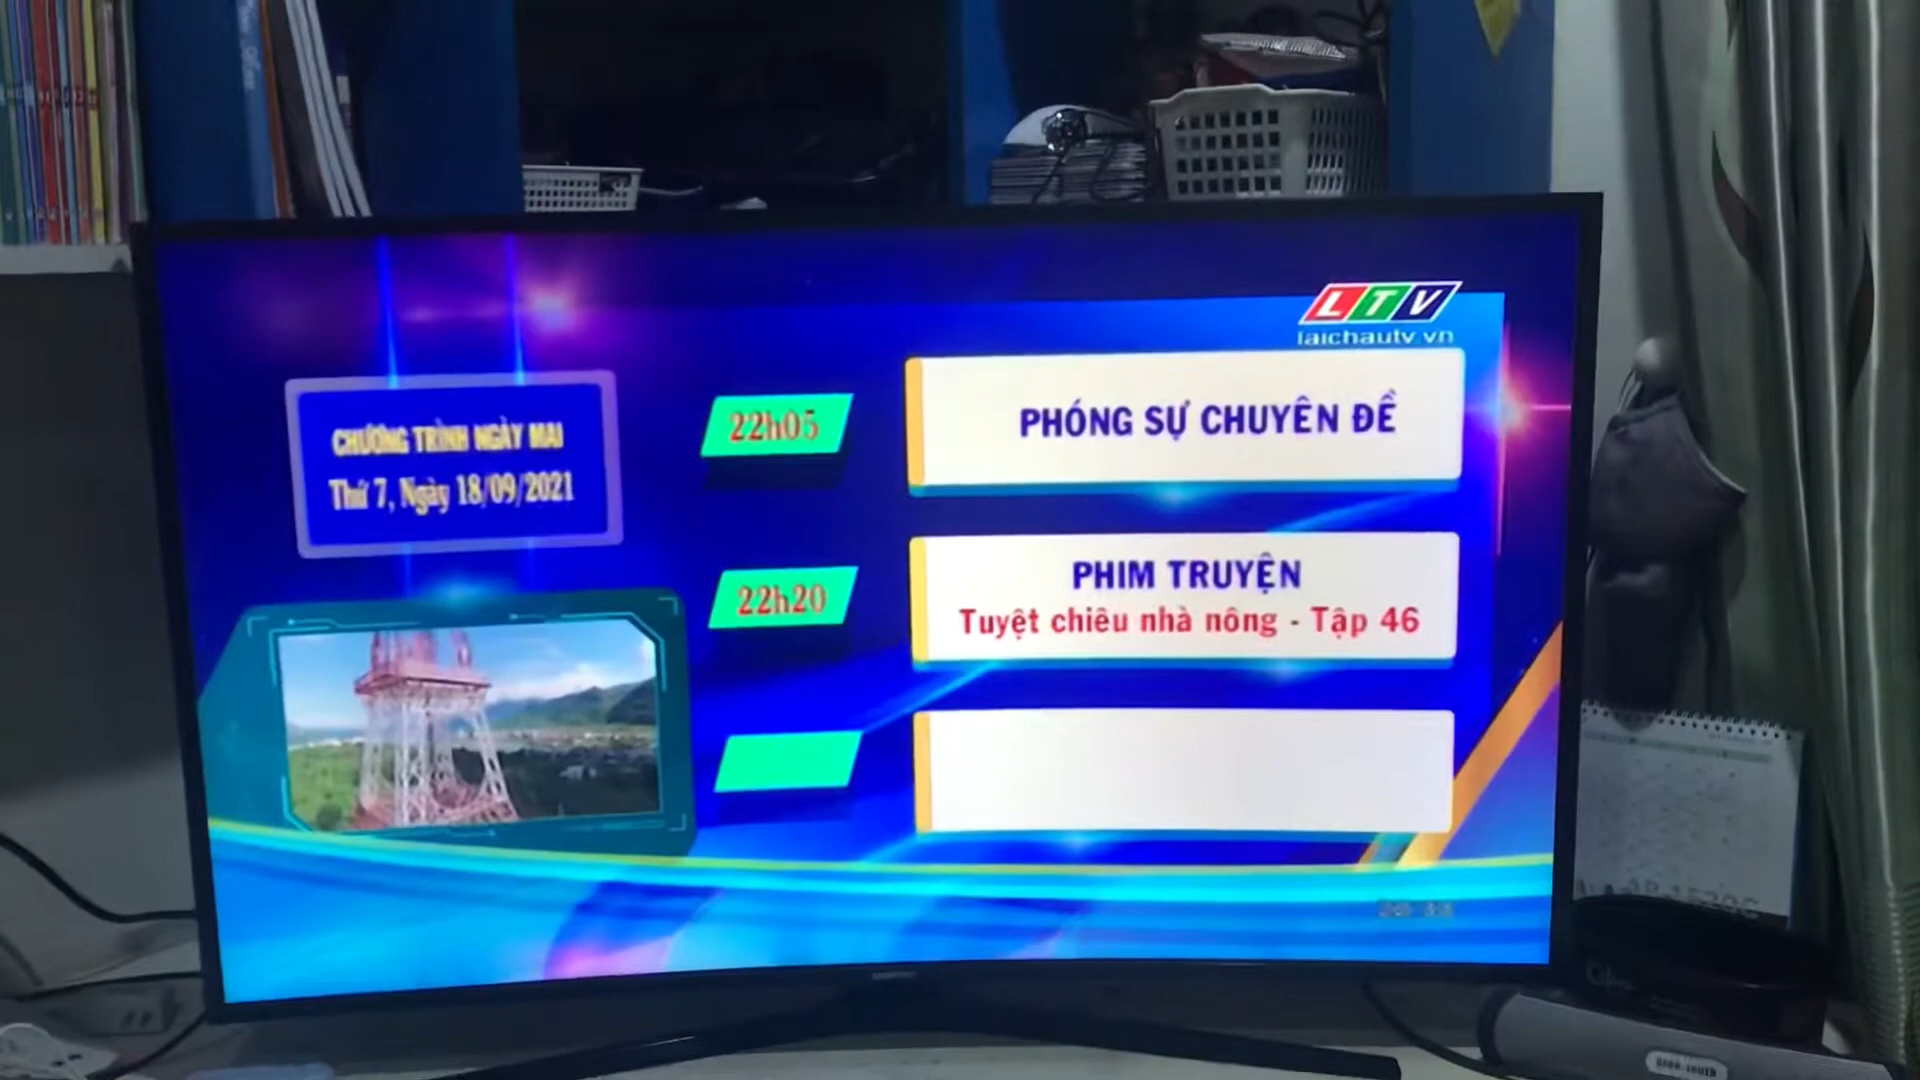 LTV
laichautv.vn
CHƯƠNG TRÌNH NGÀY MAI
Thứ 7, Ngày 18/09/2021
22h05
PHÓNG SỰ CHUYÊN ĐỀ
22h20
PHIM TRUYỆN
Tuyệt chiêu nhà nông - Tập 46